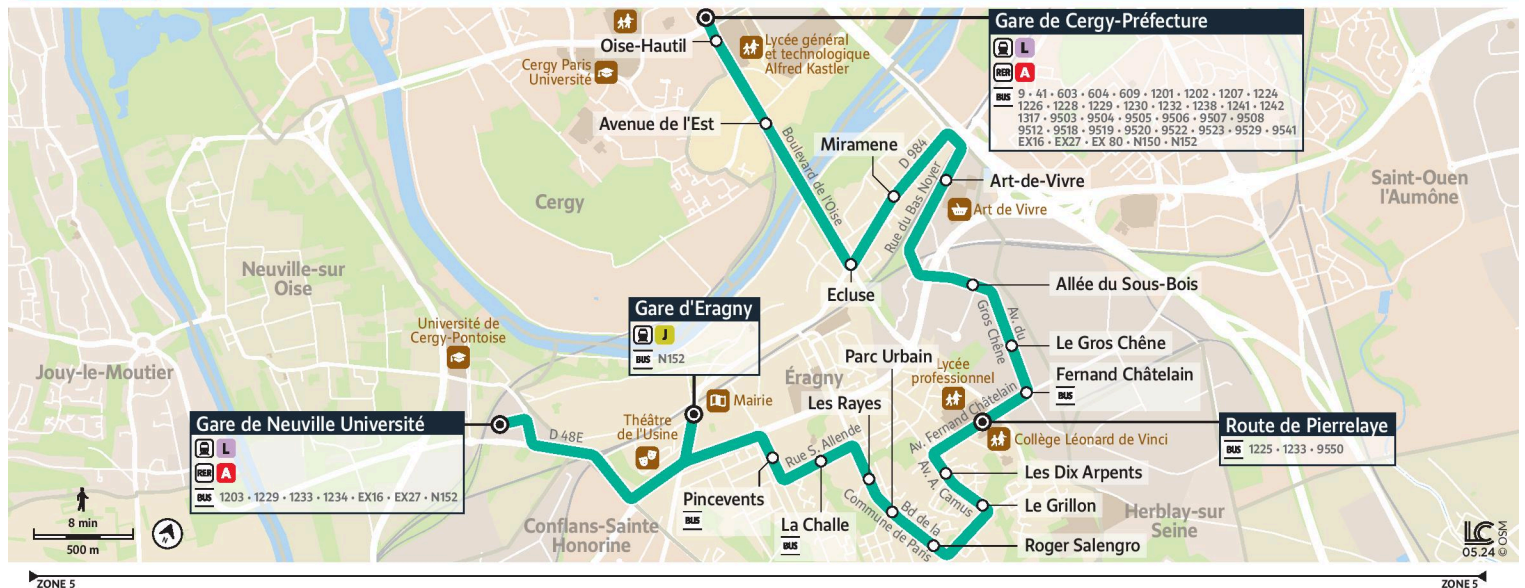 Gare de Cergy-Préfecture
L
RER A
BUS 9 • 41 • 603 • 604 • 609 • 1201 • 1202 • 1207 • 1224
1226 • 1228 • 1229 • 1230 • 1232 • 1238 • 1241 • 1242
1317 • 9503 • 9504 • 9505 • 9506 • 9507 • 9508
9512 • 9518 • 9519 • 9520 • 9522 • 9523 • 9529 • 9541
EX16 • EX27 • EX 80 • N150 • N152
Oise-Hautil
Lycée général
et technologique
Alfred Kastler
Cergy Paris
Université
Avenue de l'Est
Boulevard de l'Oise
Miramene
D 984
Rue du Bas Noyer
Art-de-Vivre
Art de Vivre
Saint-Ouen
l'Aumône
Cergy
Ecluse
Neuville-sur
Oise
Allée du Sous-Bois
Av. du
Gros Chêne
Le Gros Chêne
Fernand Châtelain
BUS
Gare d'Eragny
J
BUS N152
Université de
Cergy-Pontoise
Parc Urbain
Lycée
professionnel
Jouy-le-Moutier
Éragny
Les Rayes
Mairie
Théâtre
de l'Usine
Av. Fernand Châtelain
Collège Léonard de Vinci
Route de Pierrelaye
BUS 1225 • 1233 • 9550
Gare de Neuville Université
L
RER A
BUS 1203 • 1229 • 1233 • 1234 • EX16 • EX27 • N152
D 48E
Rue S. Allende
Pincevents
BUS
La Challe
BUS
Av. A. Camus
Les Dix Arpents
Le Grillon
Bd de la
Commune de Paris
Roger Salengro
Herblay-sur
Seine
Conflans-Sainte
Honorine
8 min
500 m
N
LC
05.24 © OSM
ZONE 5
ZONE 5